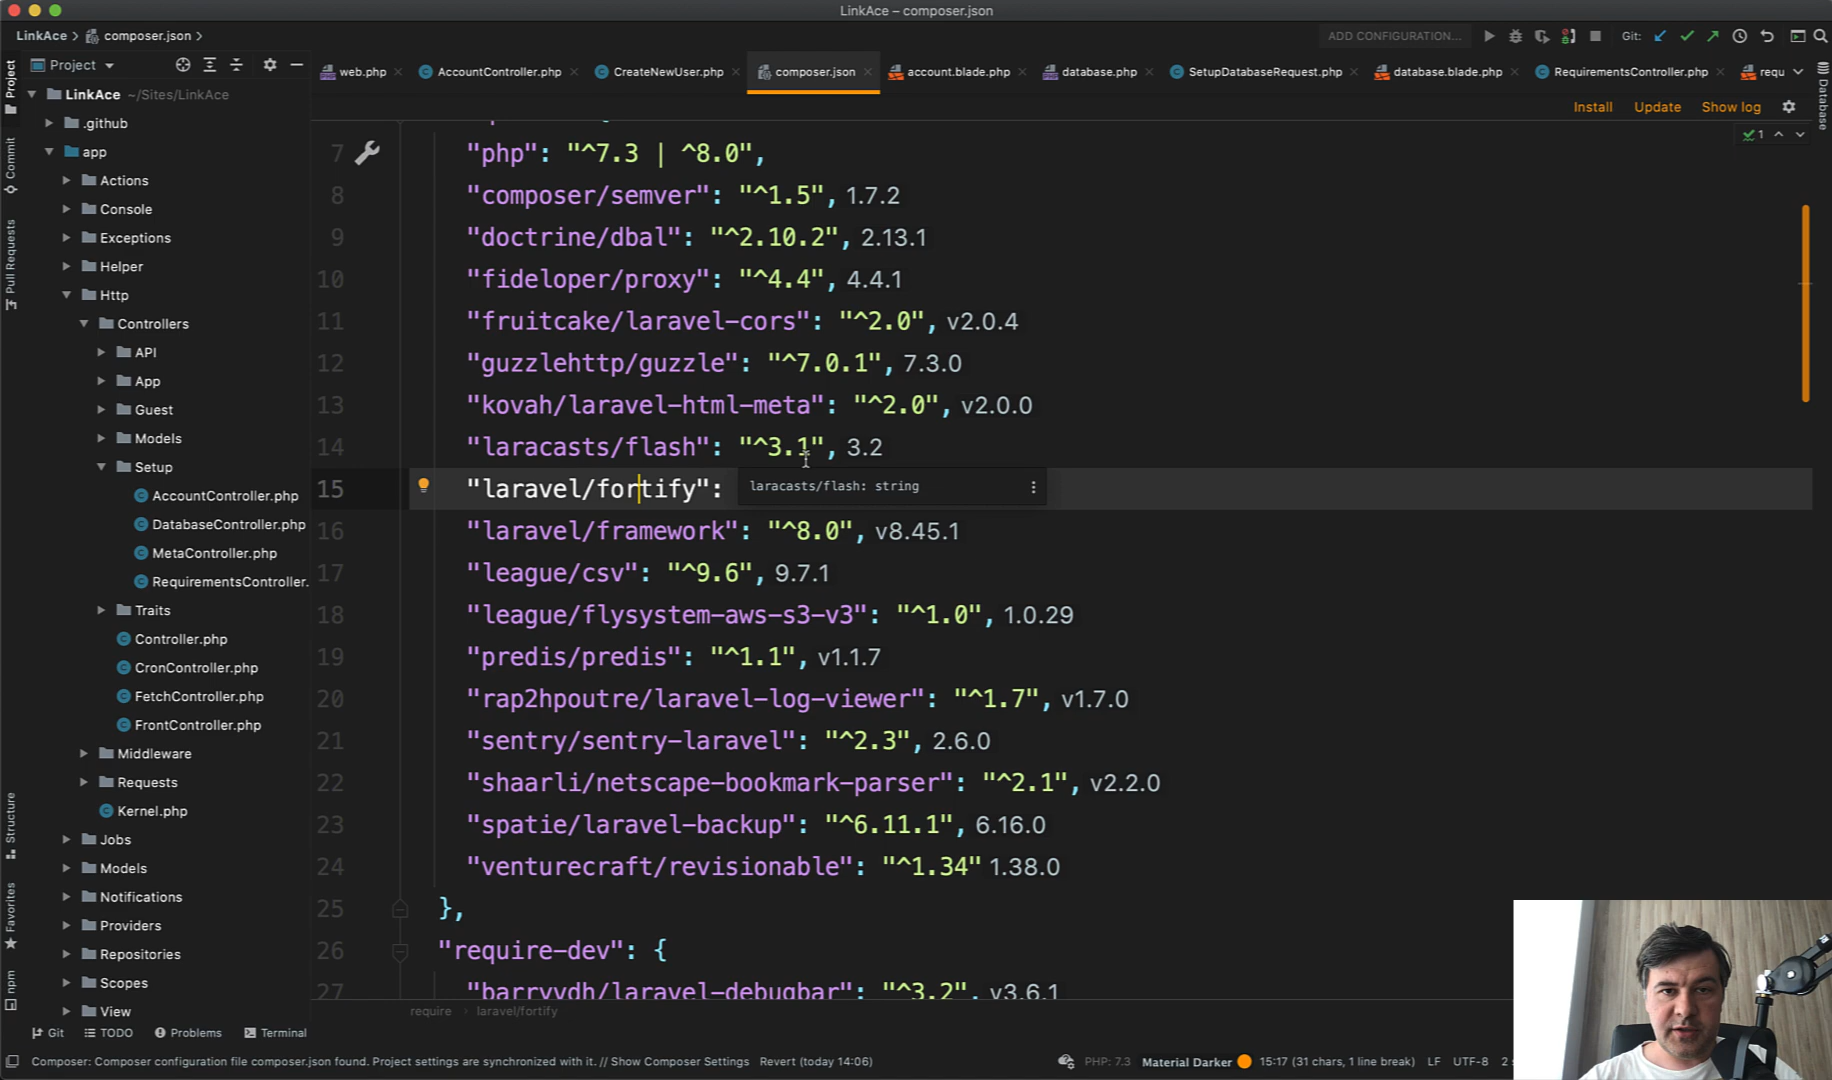 LinkAce – composer.json
LinkAce > composer.json >
ADD CONFIGURATION...
Git:
Project
web.php
AccountController.php
CreateNewUser.php
composer.json
account.blade.php
database.php
SetupDatabaseRequest.php
database.blade.php
RequirementsController.php
requ
Install
Update
Show log
1
Project
Commit
Pull Requests
Structure
Favorites
npm
Database
LinkAce ~/Sites/LinkAce
.github
app
Actions
Console
Exceptions
Helper
Http
Controllers
API
App
Guest
Models
Setup
AccountController.php
DatabaseController.php
MetaController.php
RequirementsController.
Traits
Controller.php
CronController.php
FetchController.php
FrontController.php
Middleware
Requests
Kernel.php
Jobs
Models
Notifications
Providers
Repositories
Scopes
View
7 "php": "^7.3 | ^8.0",
8 "composer/semver": "^1.5", 1.7.2
9 "doctrine/dbal": "^2.10.2", 2.13.1
10 "fideloper/proxy": "^4.4", 4.4.1
11 "fruitcake/laravel-cors": "^2.0", v2.0.4
12 "guzzlehttp/guzzle": "^7.0.1", 7.3.0
13 "kovah/laravel-html-meta": "^2.0", v2.0.0
14 "laracasts/flash": "^3.1", 3.2
15 "laravel/fortify": laracasts/flash: string
16 "laravel/framework": "^8.0", v8.45.1
17 "league/csv": "^9.6", 9.7.1
18 "league/flysystem-aws-s3-v3": "^1.0", 1.0.29
19 "predis/predis": "^1.1", v1.1.7
20 "rap2hpoutre/laravel-log-viewer": "^1.7", v1.7.0
21 "sentry/sentry-laravel": "^2.3", 2.6.0
22 "shaarli/netscape-bookmark-parser": "^2.1", v2.2.0
23 "spatie/laravel-backup": "^6.11.1", 6.16.0
24 "venturecraft/revisionable": "^1.34" 1.38.0
25 },
26 "require-dev": {
27 "barryvdh/laravel-debugbar": "^3.2", v3.6.1
require laravel/fortify
Git
TODO
Problems
Terminal
Composer: Composer configuration file composer.json found. Project settings are synchronized with it. // Show Composer Settings Revert (today 14:06)
PHP: 7.3
Material Darker
15:17 (31 chars, 1 line break)
LF
UTF-8
2